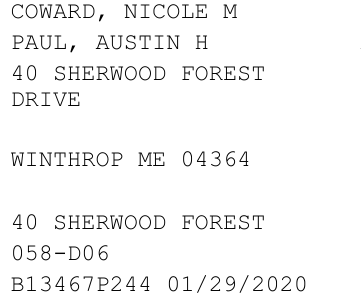 COWARD, NICOLE M
PAUL, AUSTIN H
40 SHERWOOD FOREST
DRIVE
WINTHROP ME 04364
40 SHERWOOD FOREST
058-D06
B13467P244 01/29/2020